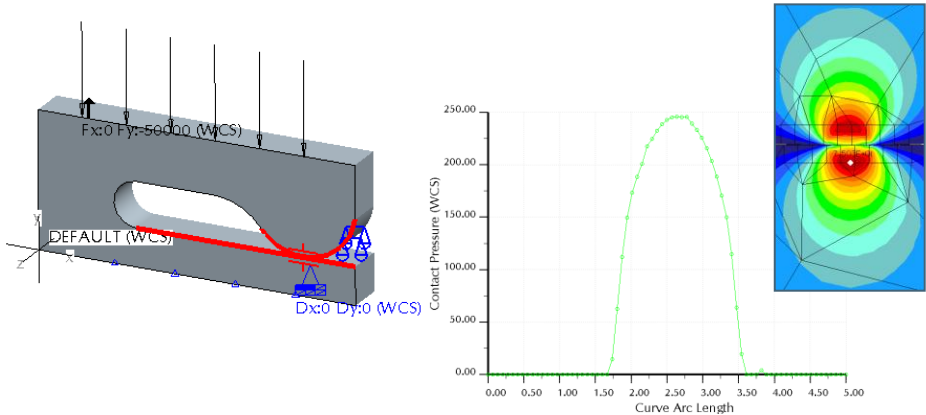 Fx:0 Fy:-50000 (WCS)
Y
DEFAULT (WCS)
X
Z
Dx:0 Dy:0 (WCS)
Contact Pressure (WCS)
250.00
200.00
150.00
100.00
50.00
0.00
0.00 0.50 1.00 1.50 2.00 2.50 3.00 3.50 4.00 4.50 5.00
Curve Arc Length